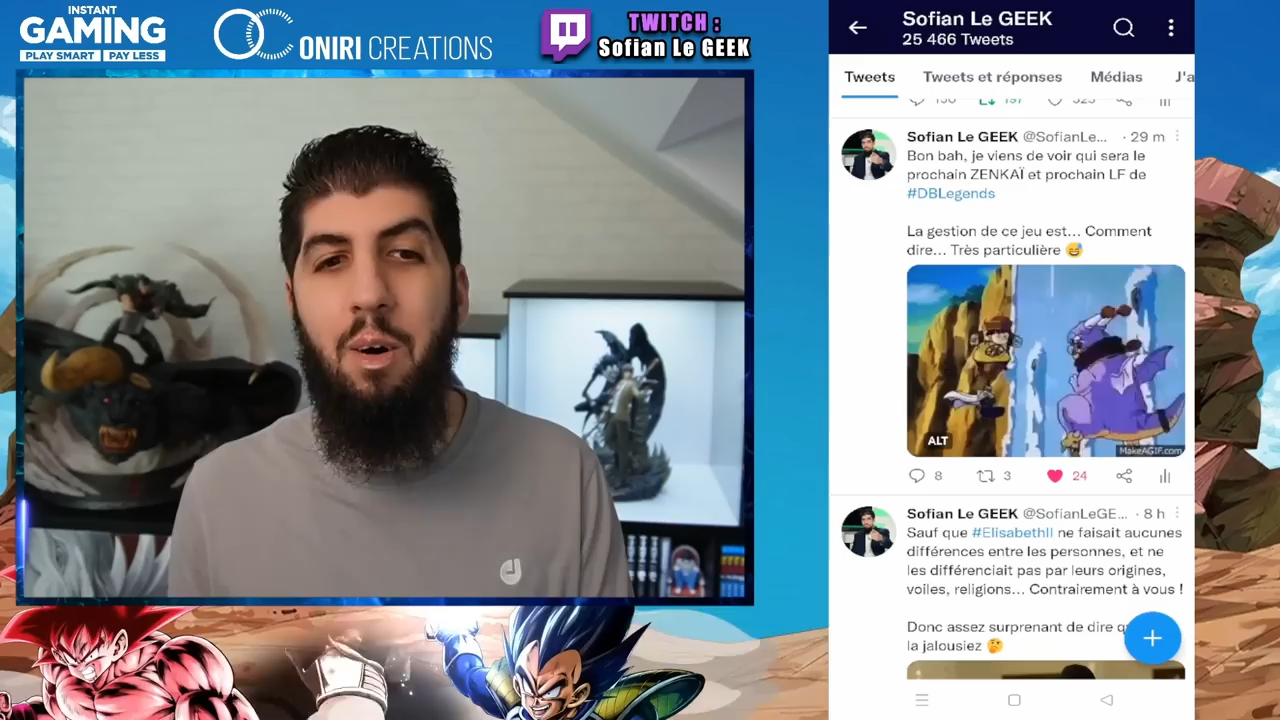 INSTANT
GAMING
PLAY SMART | PAY LESS
ONIRI CREATIONS
TWITCH :
Sofian Le GEEK
Sofian Le GEEK
25 466 Tweets
Tweets
Tweets et réponses
Médias
J'a
197
Sofian Le GEEK @SofianLe... · 29 m
Bon bah, je viens de voir qui sera le
prochain ZENKAÏ et prochain LF de
#DBLegends
La gestion de ce jeu est... Comment
dire... Très particulière 😅
ALT
MakeAGIF.com
8
3
24
Sofian Le GEEK @SofianLeGE... · 8 h
Sauf que #ElisabethII ne faisait aucunes
différences entre les personnes, et ne
les différenciait pas par leurs origines,
voiles, religions... Contrairement à vous !
Donc assez surprenant de dire q
la jalousiez 🤔